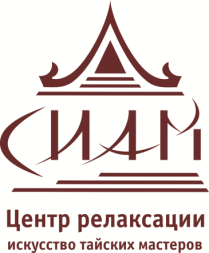 СИАМ
Центр релаксации
искусство тайских мастеров